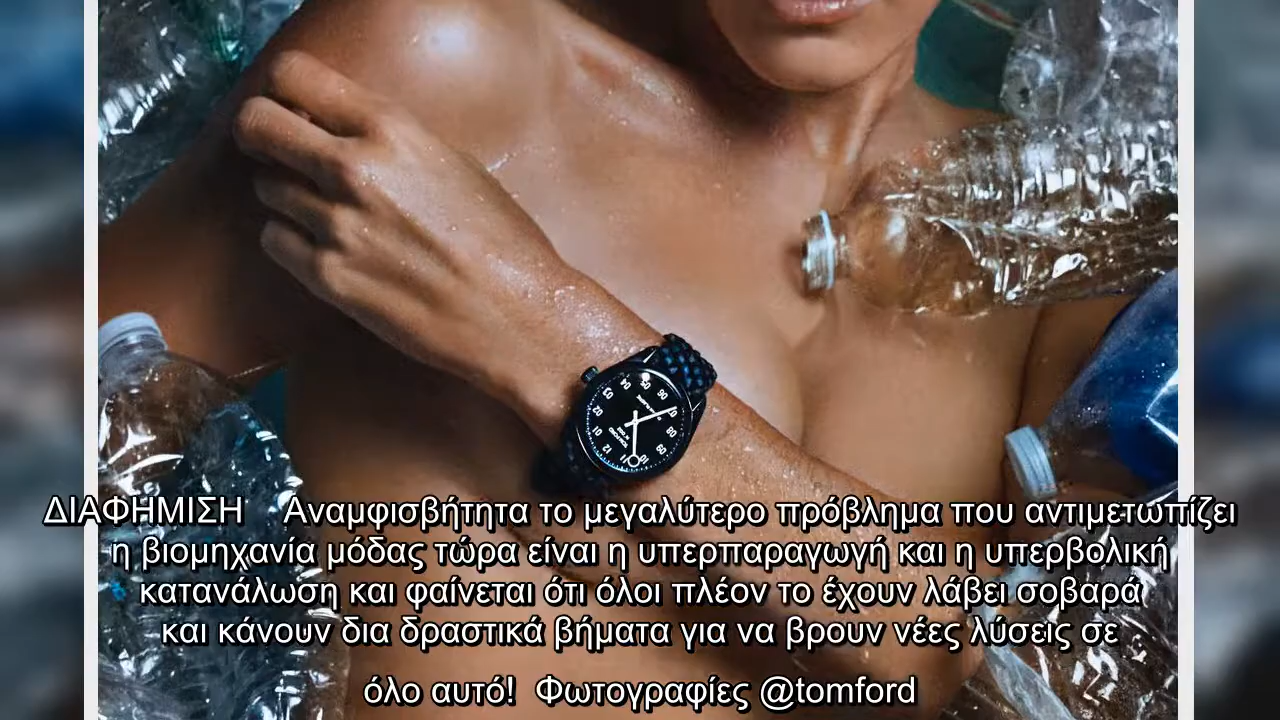 ΔΙΑΦΗΜΙΣΗ Αναμφισβήτητα το μεγαλύτερο πρόβλημα που αντιμετωπίζει
η βιομηχανία μόδας τώρα είναι η υπερπαραγωγή και η υπερβολική
κατανάλωση και φαίνεται ότι όλοι πλέον το έχουν λάβει σοβαρά
και κάνουν δια δραστικά βήματα για να βρουν νέες λύσεις σε
όλο αυτό! Φωτογραφίες @tomford